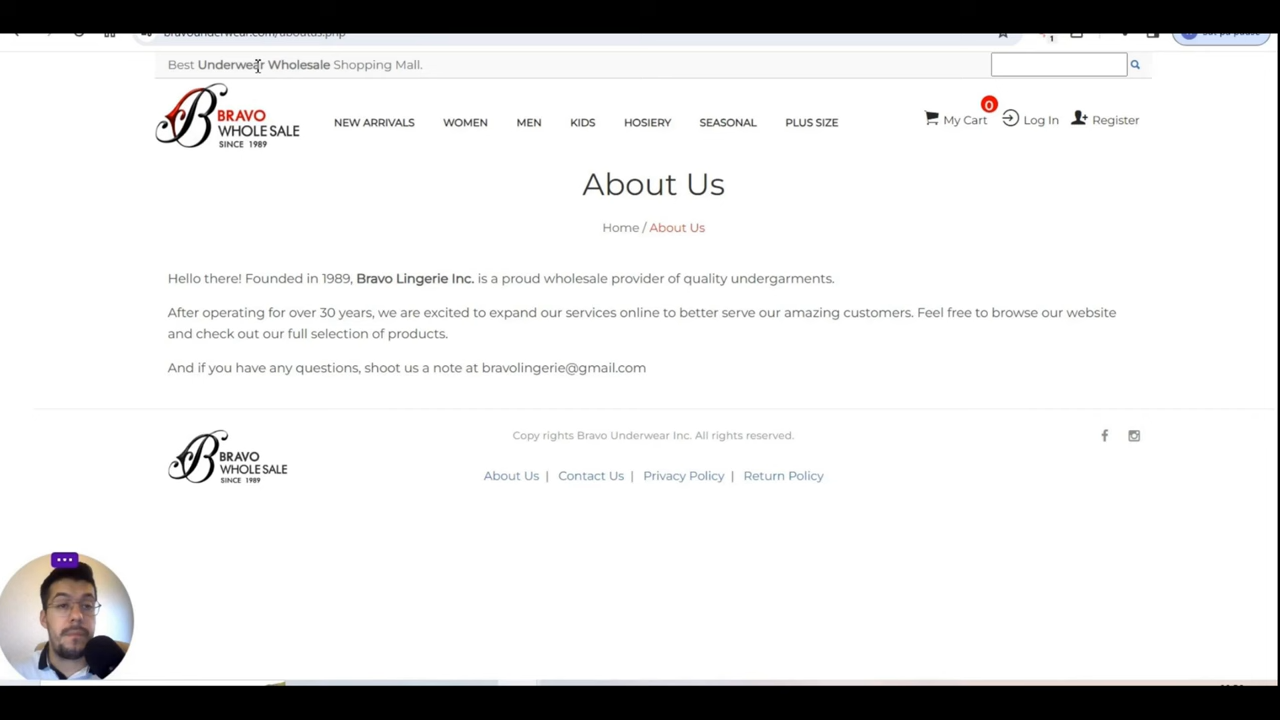 bravounderwear.com/aboutus.php
1
Best Underwear Wholesale Shopping Mall.
BRAVO
WHOLESALE
SINCE 1989
NEW ARRIVALS WOMEN MEN KIDS HOSIERY SEASONAL PLUS SIZE
0
My Cart Log In Register
About Us
Home / About Us
Hello there! Founded in 1989, Bravo Lingerie Inc. is a proud wholesale provider of quality undergarments.
After operating for over 30 years, we are excited to expand our services online to better serve our amazing customers. Feel free to browse our website
and check out our full selection of products.
And if you have any questions, shoot us a note at bravolingerie@gmail.com
BRAVO
WHOLESALE
SINCE 1989
Copy rights Bravo Underwear Inc. All rights reserved.
About Us | Contact Us | Privacy Policy | Return Policy